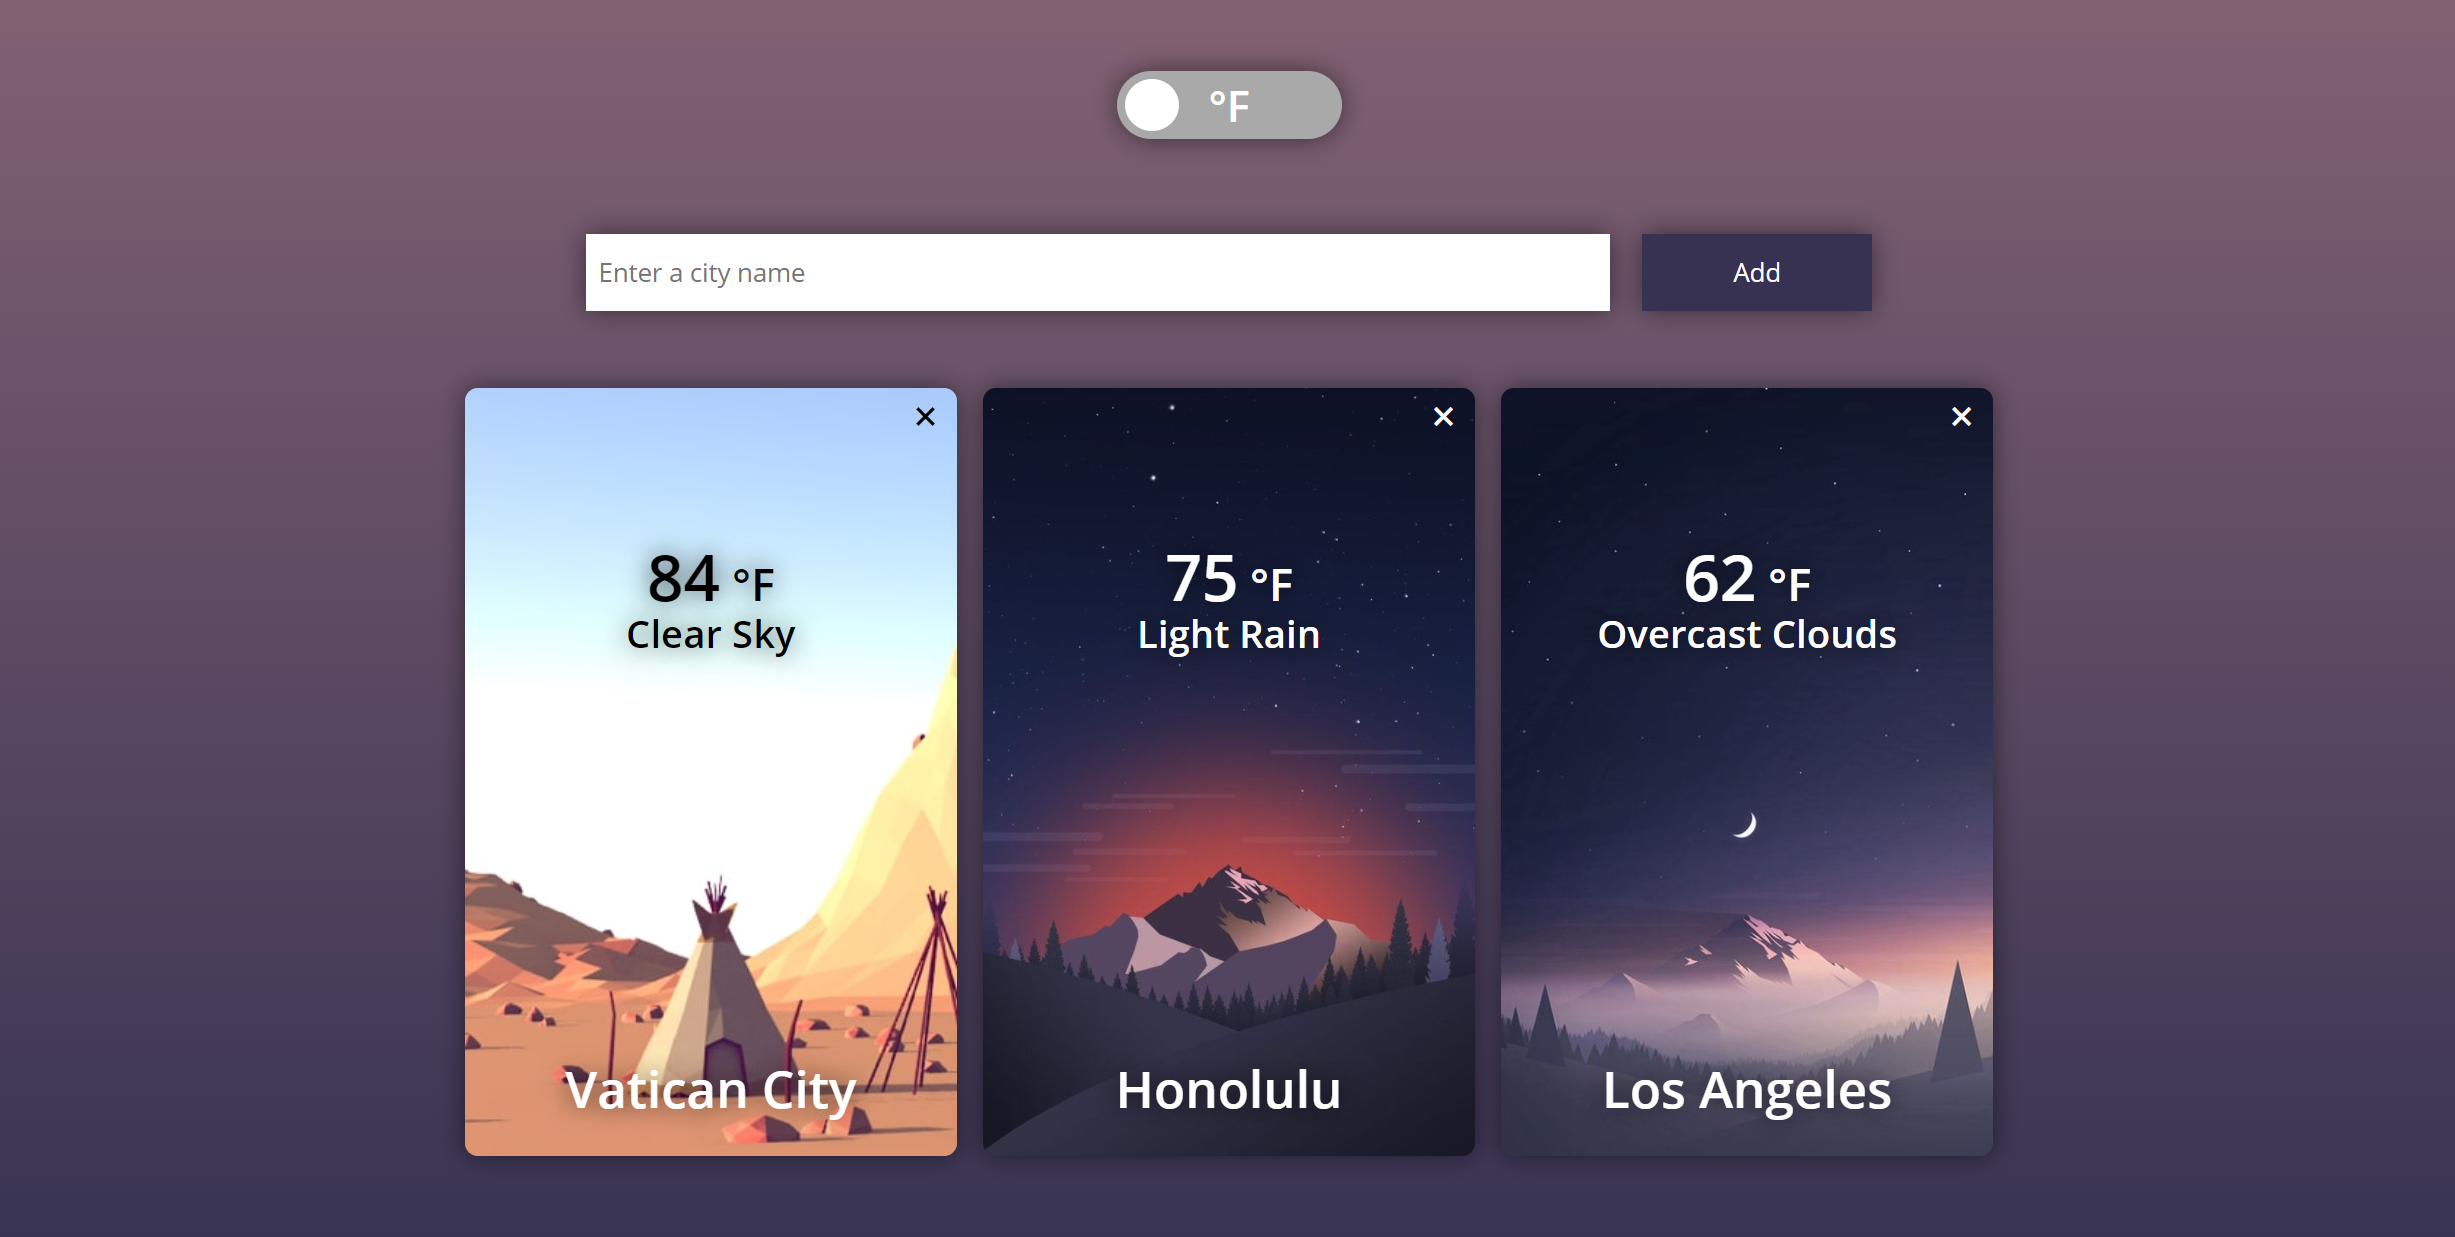 °F
Enter a city name
Add
✕
84 °F
Clear Sky
Vatican City
✕
75 °F
Light Rain
Honolulu
✕
62 °F
Overcast Clouds
Los Angeles